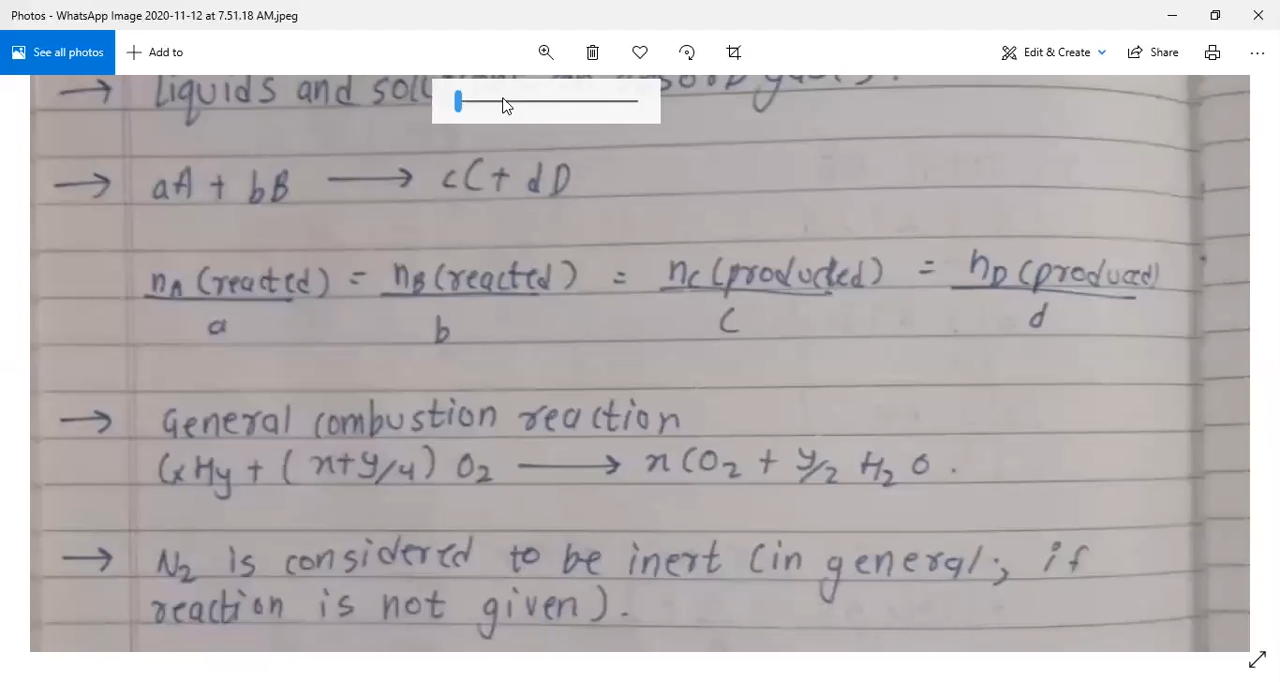 Photos - WhatsApp Image 2020-11-12 at 7.51.18 AM.jpeg
See all photos
Add to
Edit & Create
Share
→ Liquids and
→ aA + bB ⟶ cC + dD
nA (reacted) = nB (reacted) = nC (producted) = nD (produced)
a b c d
→ General combustion reaction
CxHy + (x+y/4) O2 ⟶ xCO2 + y/2 H2O.
→ N2 is considered to be inert (in general; if
reaction is not given).